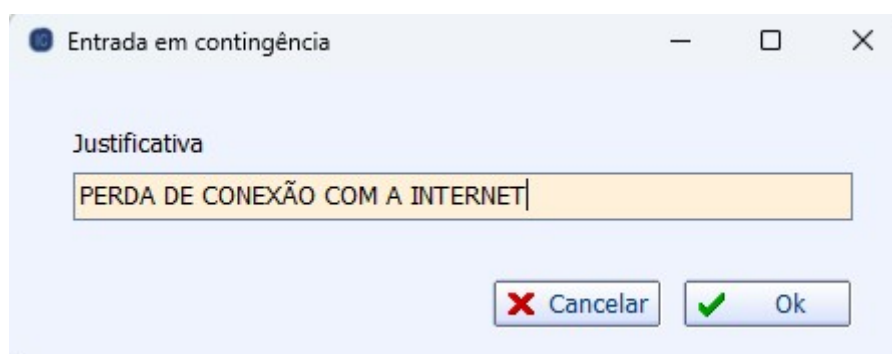 Entrada em contingência
Justificativa
PERDA DE CONEXÃO COM A INTERNET
Cancelar Ok